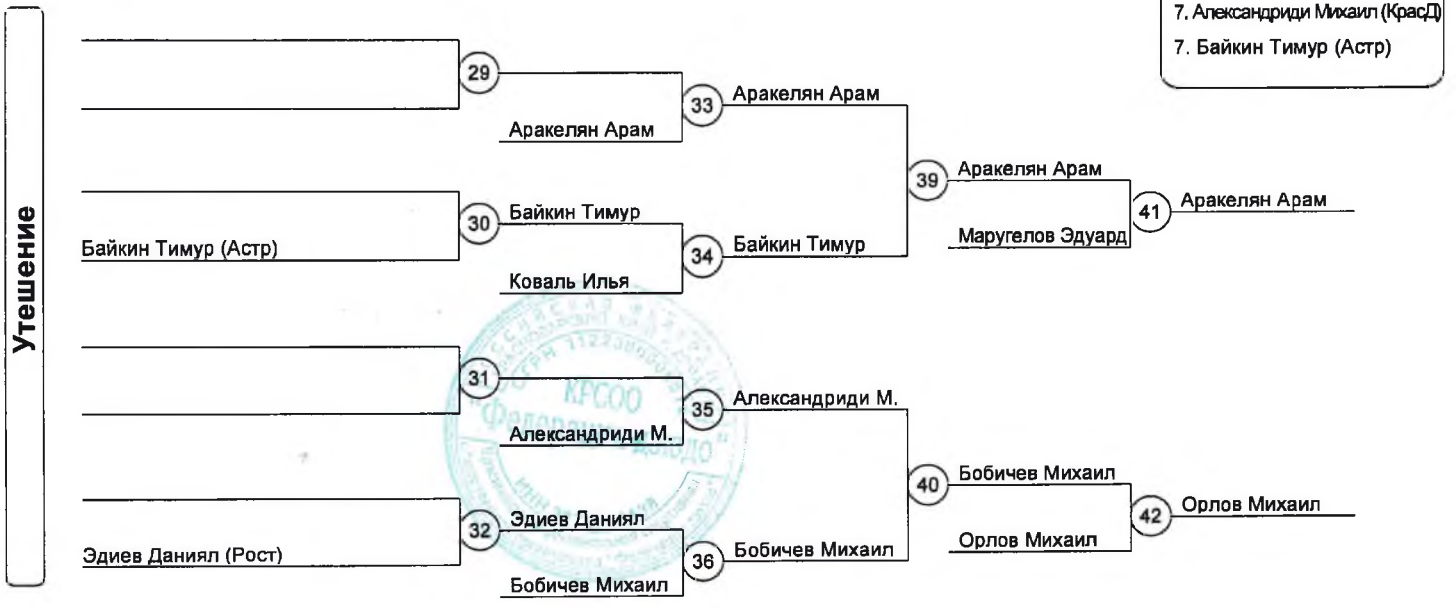 7. Александриди Михаил (КрасД)
7. Байкин Тимур (Астр)
Утешение
29
Аракелян Арам
33
Аракелян Арам
Байкин Тимур (Астр)
30
Байкин Тимур
Коваль Илья
34
Байкин Тимур
39
Аракелян Арам
Маругелов Эдуард
41
Аракелян Арам
31
Александриди М.
35
Александриди М.
Эдиев Даниял (Рост)
32
Эдиев Даниял
Бобичев Михаил
36
Бобичев Михаил
40
Бобичев Михаил
Орлов Михаил
42
Орлов Михаил
КРСОО